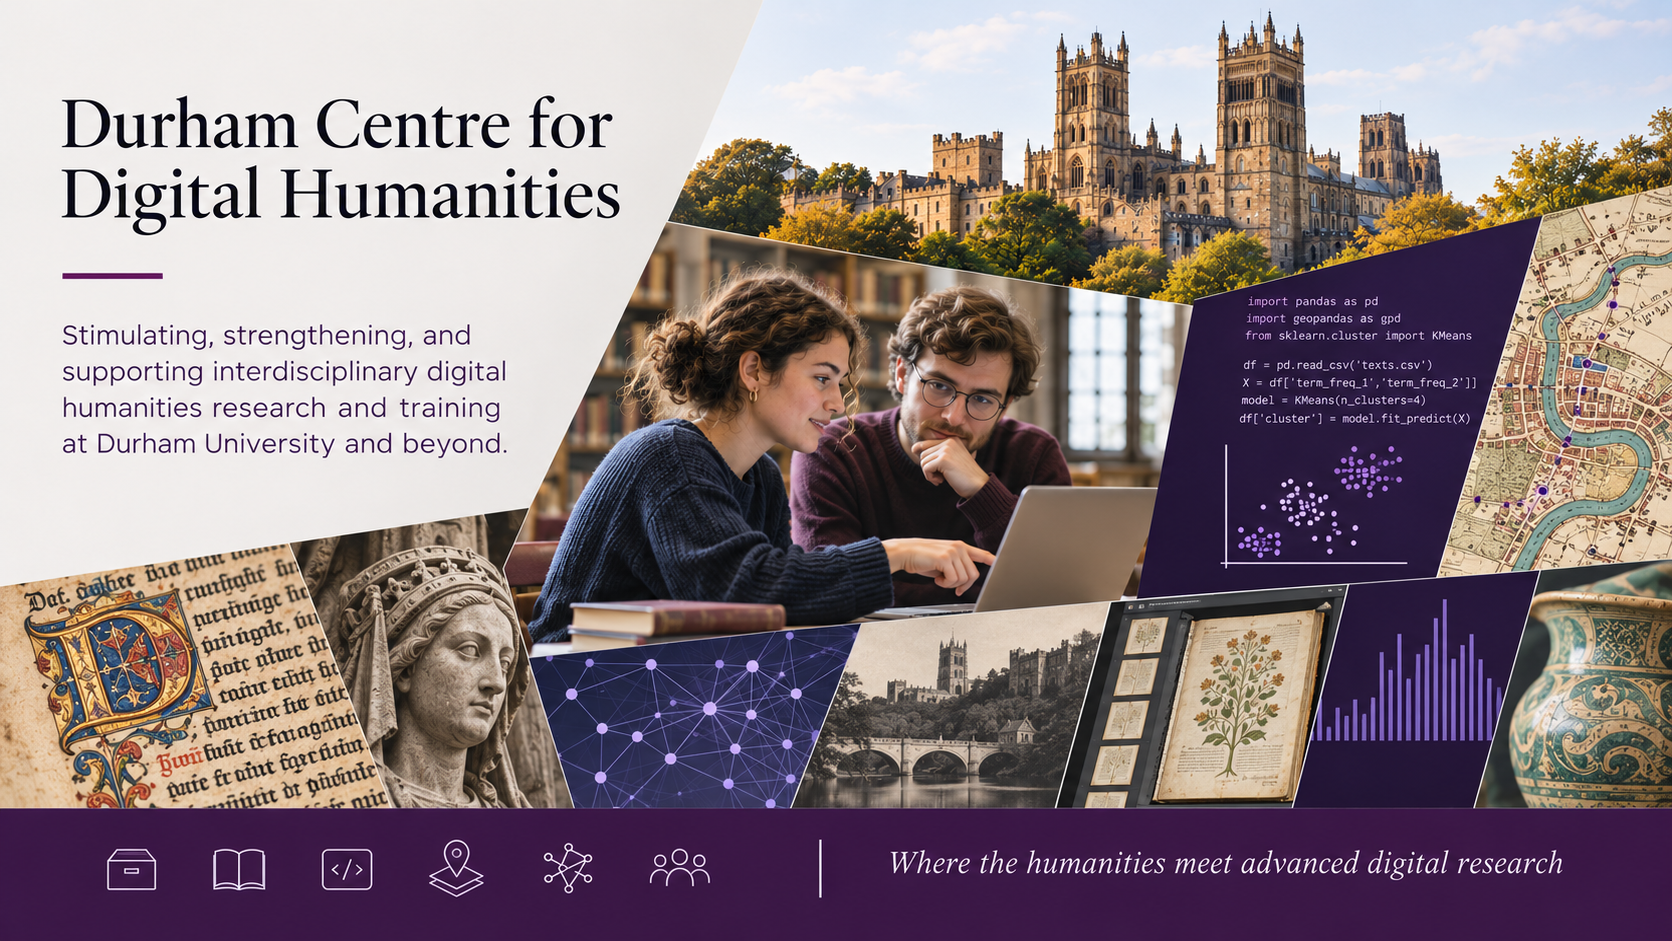 Durham Centre for
Digital Humanities
Stimulating, strengthening, and
supporting interdisciplinary digital
humanities research and training
at Durham University and beyond.
import pandas as pd
import geopandas as gpd
from sklearn.cluster import KMeans
df = pd.read_csv('texts.csv')
X = df['term_freq_1','term_freq_2']]
model = KMeans(n_clusters=4)
df['cluster'] = model.fit_predict(X)
</>
Where the humanities meet advanced digital research